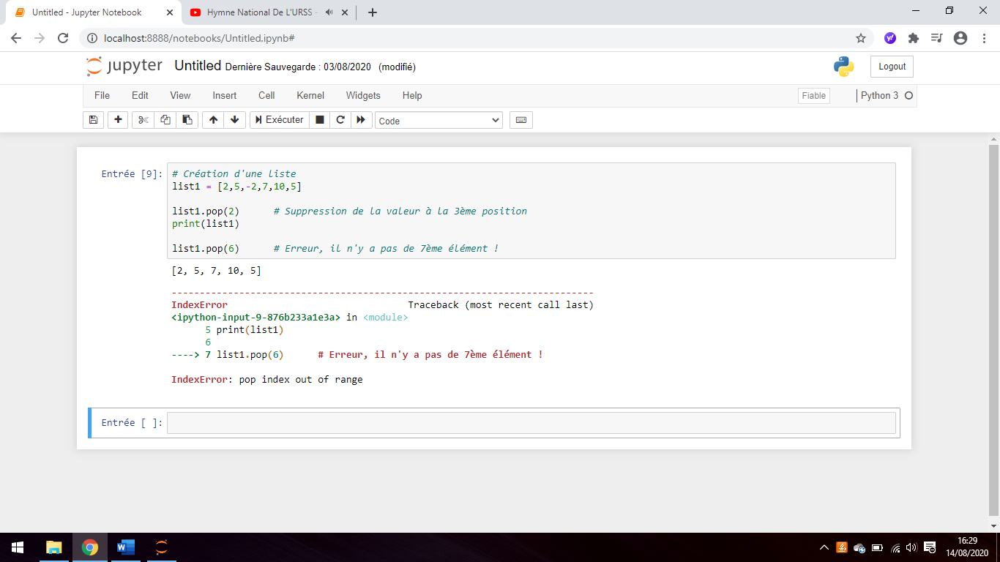 Untitled - Jupyter Notebook
Hymne National De L'URSS -
localhost:8888/notebooks/Untitled.ipynb#
jupyter Untitled Dernière Sauvegarde : 03/08/2020 (modifié)
Logout
File Edit View Insert Cell Kernel Widgets Help
Fiable
Python 3
Exécuter
Code
Entrée [9]:
# Création d'une liste
list1 = [2,5,-2,7,10,5]
list1.pop(2) # Suppression de la valeur à la 3ème position
print(list1)
list1.pop(6) # Erreur, il n'y a pas de 7ème élément !
[2, 5, 7, 10, 5]
---------------------------------------------------------------------------
IndexError Traceback (most recent call last)
<ipython-input-9-876b233a1e3a> in <module>
5 print(list1)
6
----> 7 list1.pop(6) # Erreur, il n'y a pas de 7ème élément !
IndexError: pop index out of range
Entrée [ ]:
16:29
14/08/2020